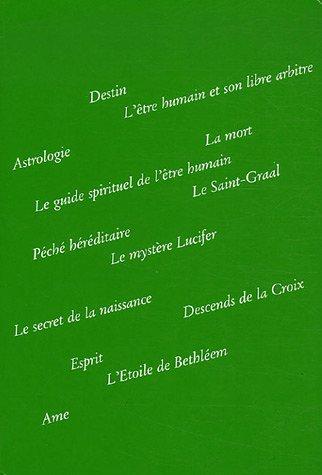 Destin
L'être humain et son libre arbitre
La mort
Astrologie
Le guide spirituel de l'être humain
Le Saint-Graal
Péché héréditaire
Le mystère Lucifer
Le secret de la naissance
Descends de la Croix
Esprit
L'Etoile de Bethléem
Ame